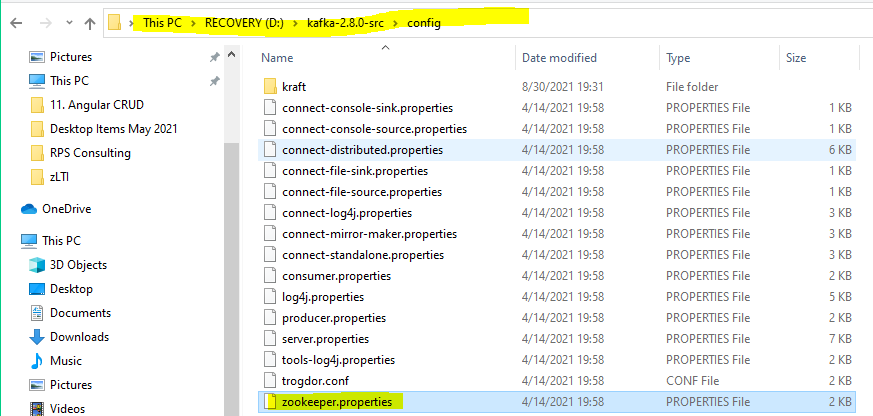 This PC > RECOVERY (D:) > kafka-2.8.0-src > config
Name Date modified Type Size
Pictures
This PC
11. Angular CRUD
Desktop Items May 2021
RPS Consulting
zLTI
OneDrive
This PC
3D Objects
Desktop
Documents
Downloads
Music
Pictures
Videos
kraft 8/30/2021 19:31 File folder
connect-console-sink.properties 4/14/2021 19:58 PROPERTIES File 1 KB
connect-console-source.properties 4/14/2021 19:58 PROPERTIES File 1 KB
connect-distributed.properties 4/14/2021 19:58 PROPERTIES File 6 KB
connect-file-sink.properties 4/14/2021 19:58 PROPERTIES File 1 KB
connect-file-source.properties 4/14/2021 19:58 PROPERTIES File 1 KB
connect-log4j.properties 4/14/2021 19:58 PROPERTIES File 3 KB
connect-mirror-maker.properties 4/14/2021 19:58 PROPERTIES File 3 KB
connect-standalone.properties 4/14/2021 19:58 PROPERTIES File 3 KB
consumer.properties 4/14/2021 19:58 PROPERTIES File 2 KB
log4j.properties 4/14/2021 19:58 PROPERTIES File 5 KB
producer.properties 4/14/2021 19:58 PROPERTIES File 2 KB
server.properties 4/14/2021 19:58 PROPERTIES File 7 KB
tools-log4j.properties 4/14/2021 19:58 PROPERTIES File 2 KB
trogdor.conf 4/14/2021 19:58 CONF File 2 KB
zookeeper.properties 4/14/2021 19:58 PROPERTIES File 2 KB